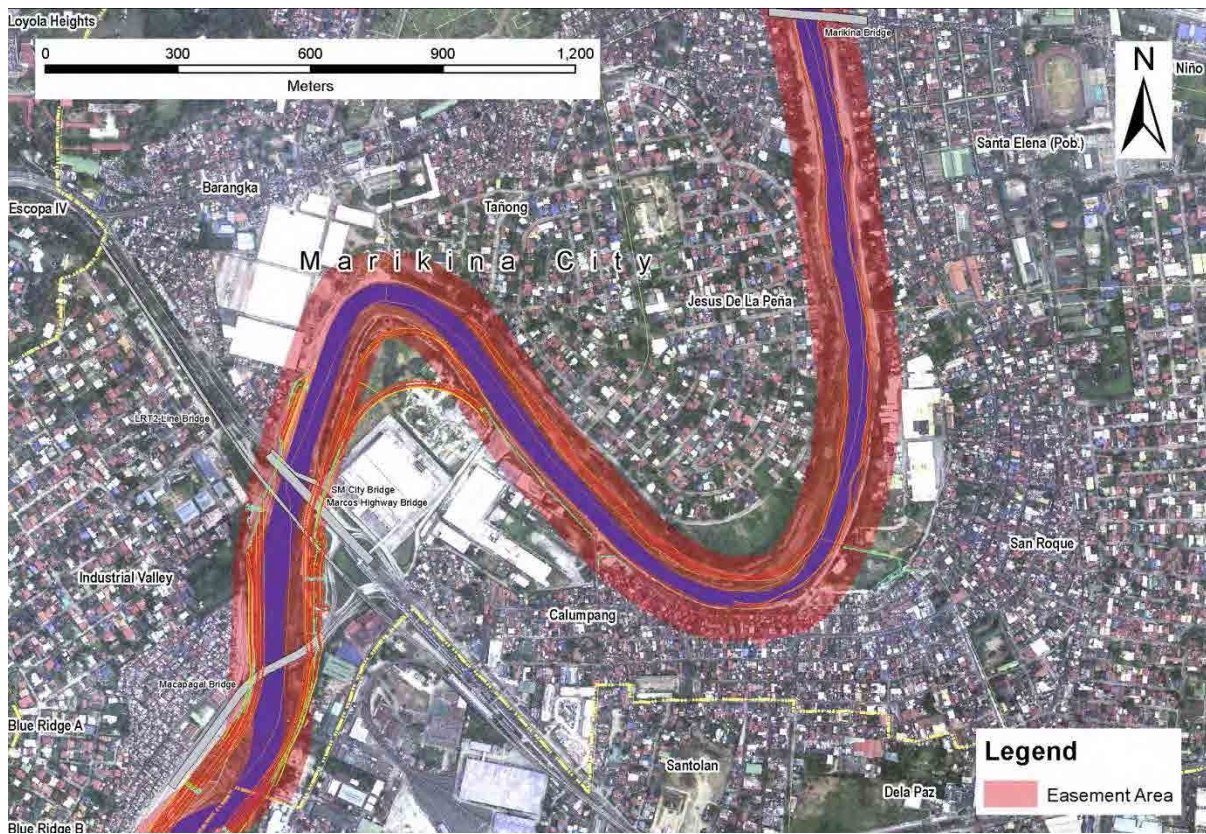 Loyola Heights
0 300 600 900 1,200
Meters
Marikina Bridge
N
Niño
Santa Elena (Pob.)
Barangka
Escopa IV
Tañong
Marikina City
Jesus De La Peña
LRT2-Line Bridge
SM City Bridge
Marcos Highway Bridge
San Roque
Industrial Valley
Calumpang
Macapagal Bridge
Blue Ridge A
Legend
Santolan
Easement Area
Dela Paz
Blue Ridge B